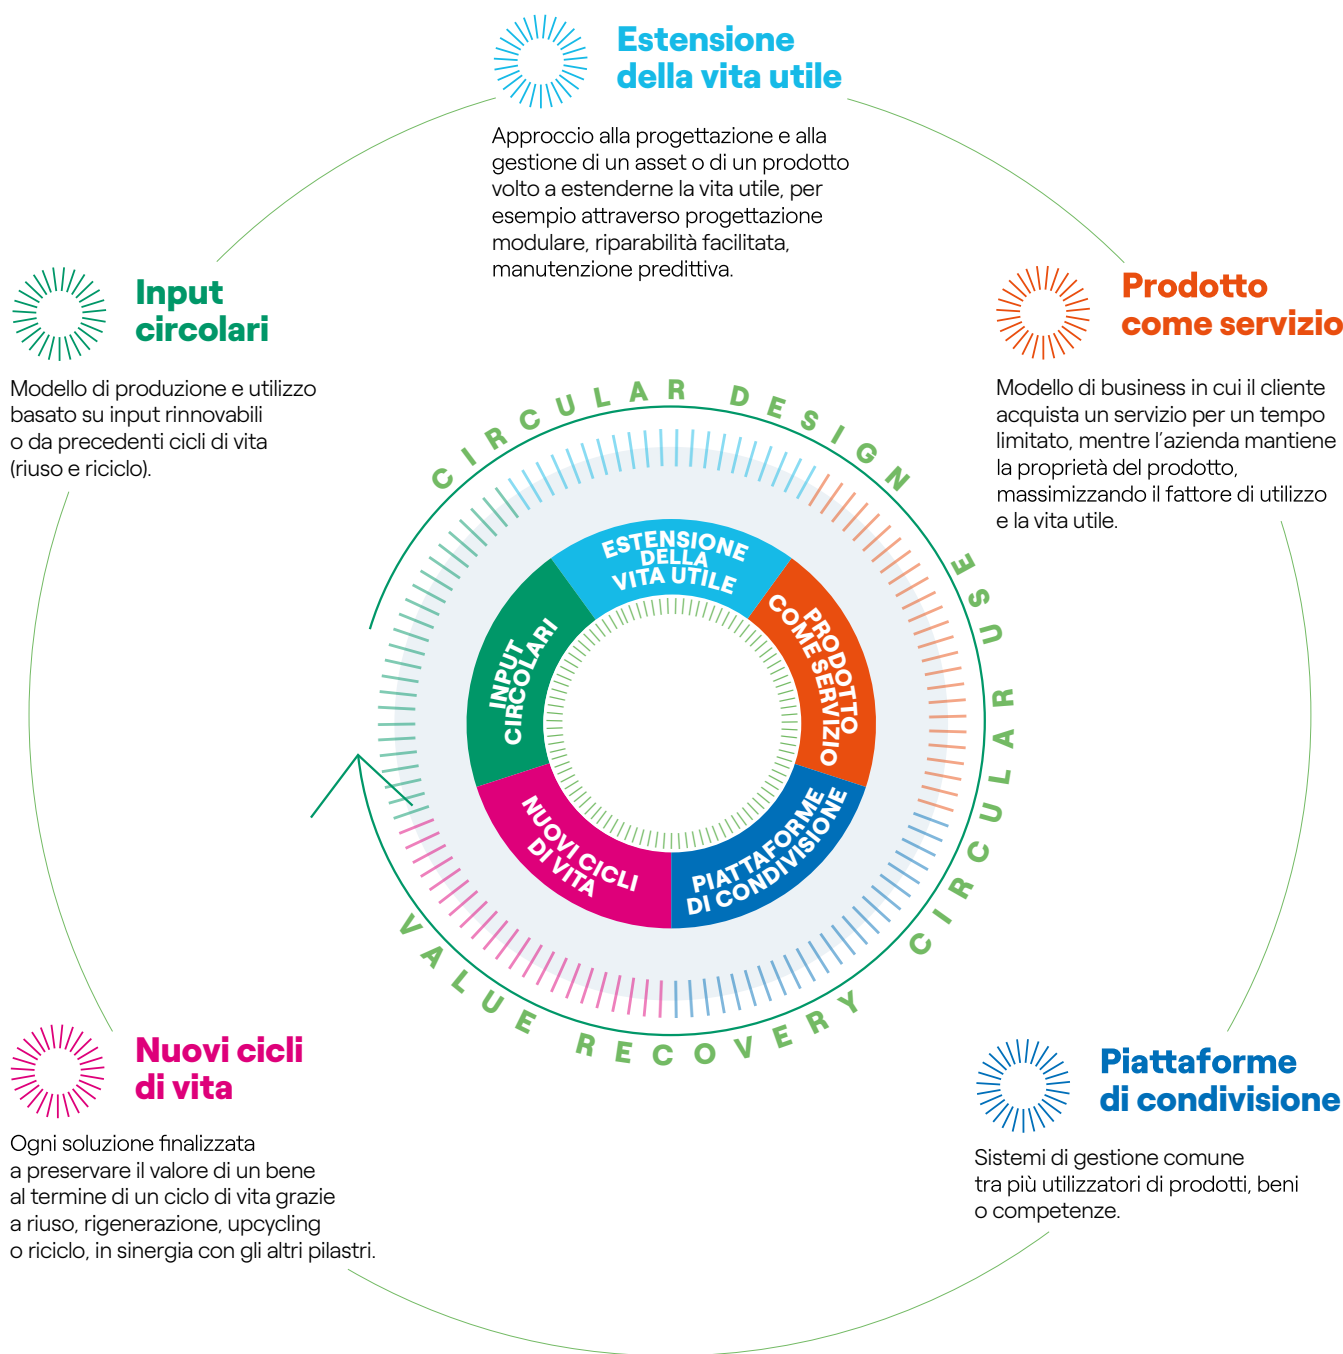 Estensione
della vita utile
Approccio alla progettazione e alla
gestione di un asset o di un prodotto
volto a estenderne la vita utile, per
esempio attraverso progettazione
modulare, riparabilità facilitata,
manutenzione predittiva.
Input
circolari
Modello di produzione e utilizzo
basato su input rinnovabili
o da precedenti cicli di vita
(riuso e riciclo).
Prodotto
come servizio
Modello di business in cui il cliente
acquista un servizio per un tempo
limitato, mentre l’azienda mantiene
la proprietà del prodotto,
massimizzando il fattore di utilizzo
e la vita utile.
CIRCULAR DESIGN
CIRCULAR USE
VALUE RECOVERY
ESTENSIONE
DELLA
VITA UTILE
INPUT
CIRCOLARI
PRODOTTO
COME SERVIZIO
NUOVI CICLI
DI VITA
PIATTAFORME
DI CONDIVISIONE
Nuovi cicli
di vita
Ogni soluzione finalizzata
a preservare il valore di un bene
al termine di un ciclo di vita grazie
a riuso, rigenerazione, upcycling
o riciclo, in sinergia con gli altri pilastri.
Piattaforme
di condivisione
Sistemi di gestione comune
tra più utilizzatori di prodotti, beni
o competenze.